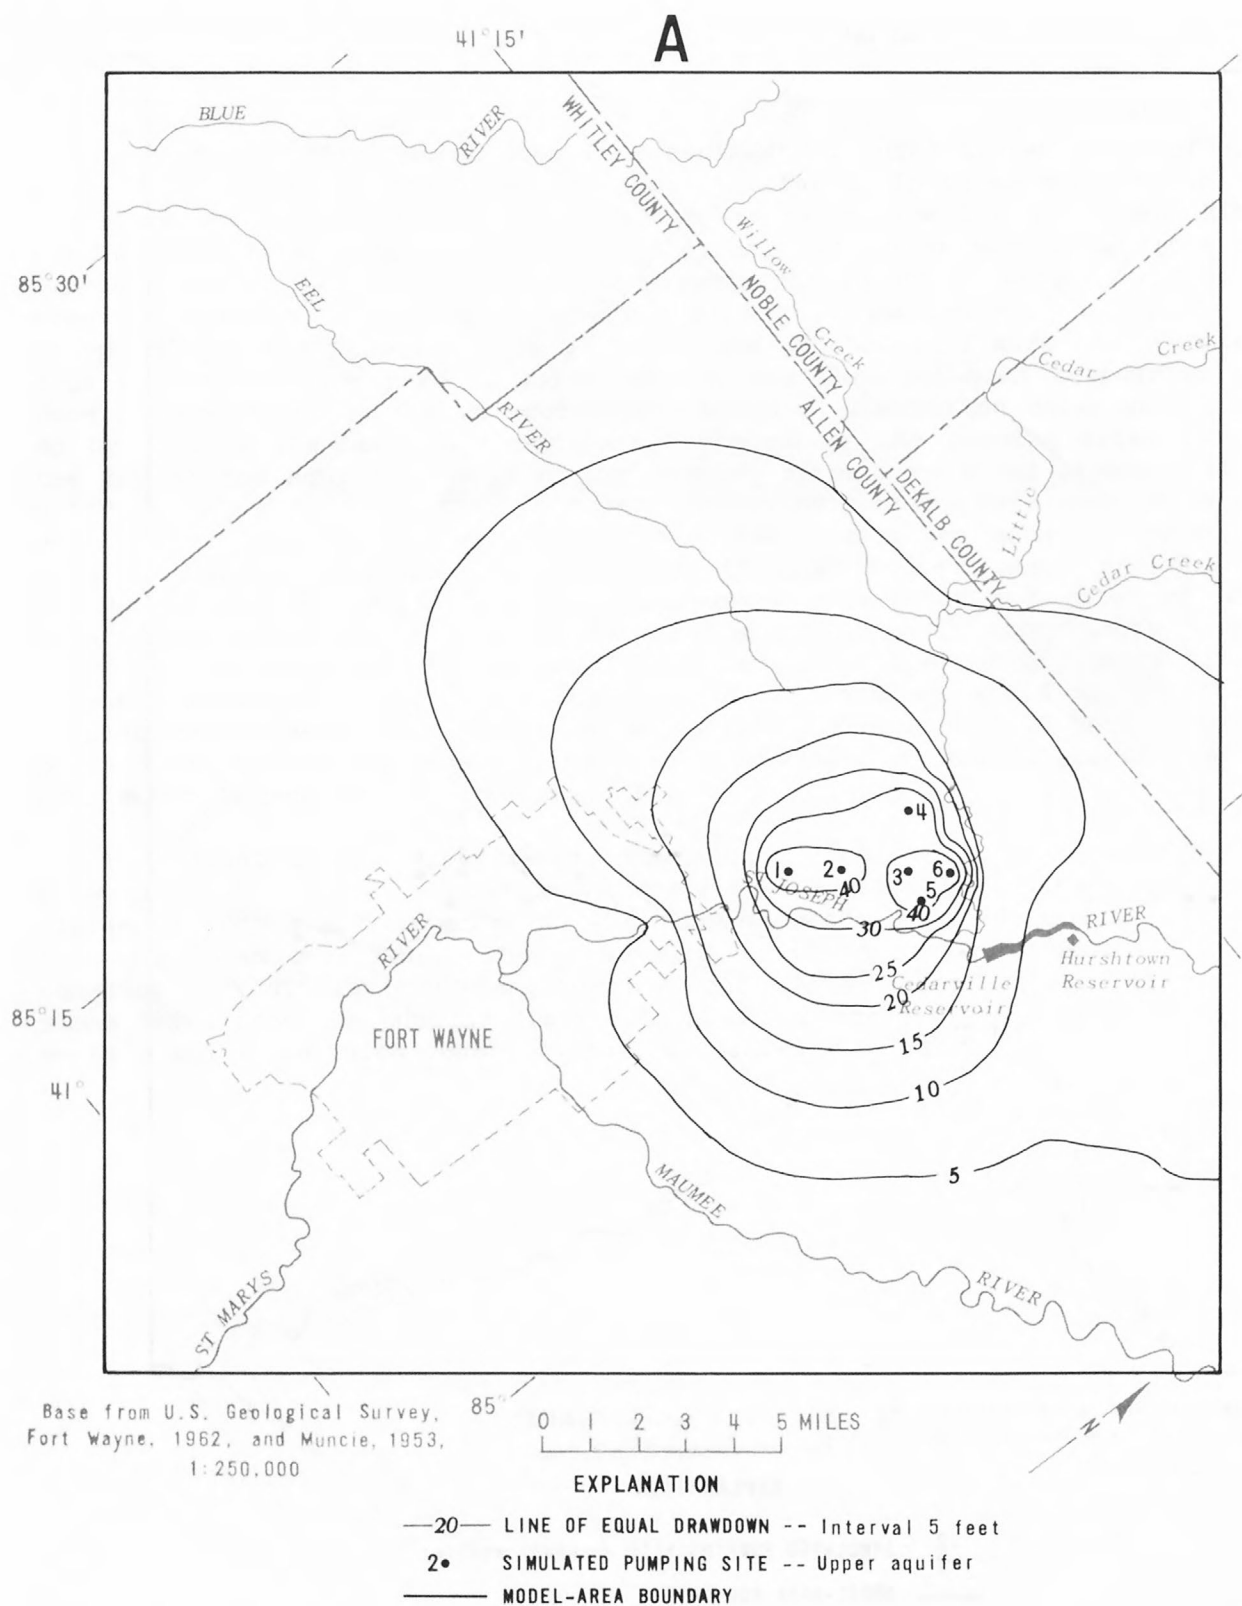 A
41°15'
BLUE
RIVER
WHITLEY COUNTY
Willow
Creek
85°30'
EEL
NOBLE COUNTY
Cedar
Creek
RIVER
ALLEN COUNTY
DEKALB COUNTY
Little
Cedar Creek
4
1
2
3
6
5
40
40
ST JOSEPH
30
RIVER
RIVER
Hurshtown
Reservoir
25
Cedarville
Reservoir
20
85°15
FORT WAYNE
15
41°
10
5
MAUMEE
RIVER
ST MARYS
85°
N
Base from U.S. Geological Survey,
Fort Wayne, 1962, and Muncie, 1953,
1:250,000
0 1 2 3 4 5 MILES
EXPLANATION
—20— LINE OF EQUAL DRAWDOWN -- Interval 5 feet
2• SIMULATED PUMPING SITE -- Upper aquifer
MODEL-AREA BOUNDARY